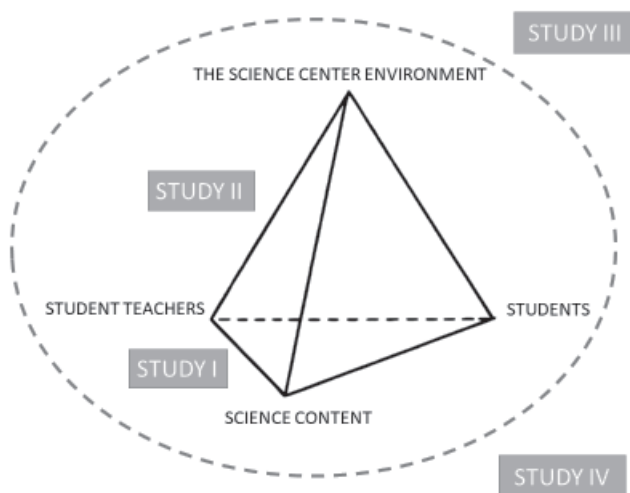 STUDY III
THE SCIENCE CENTER ENVIRONMENT
STUDY II
STUDENT TEACHERS
STUDENTS
STUDY I
SCIENCE CONTENT
STUDY IV